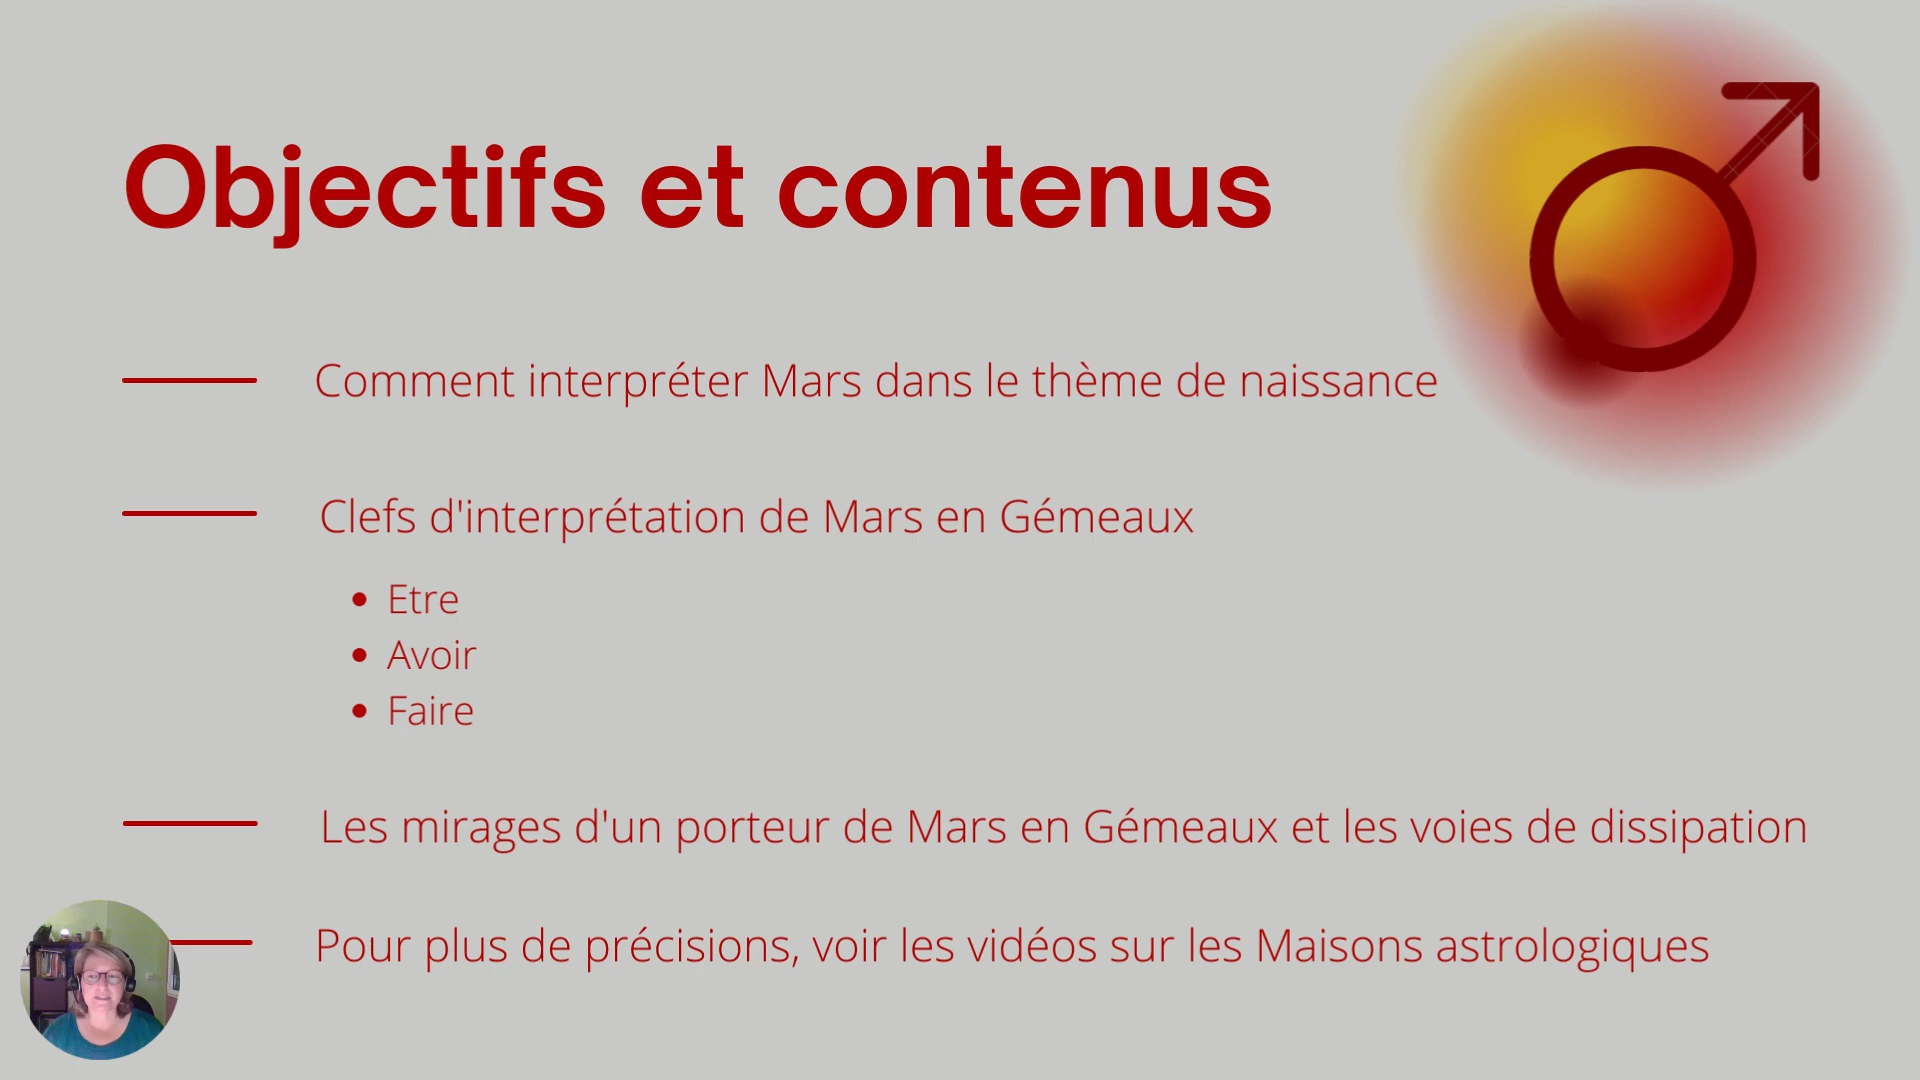 Objectifs et contenus
Comment interpréter Mars dans le thème de naissance
Clefs d'interprétation de Mars en Gémeaux
Etre
Avoir
Faire
Les mirages d'un porteur de Mars en Gémeaux et les voies de dissipation
Pour plus de précisions, voir les vidéos sur les Maisons astrologiques